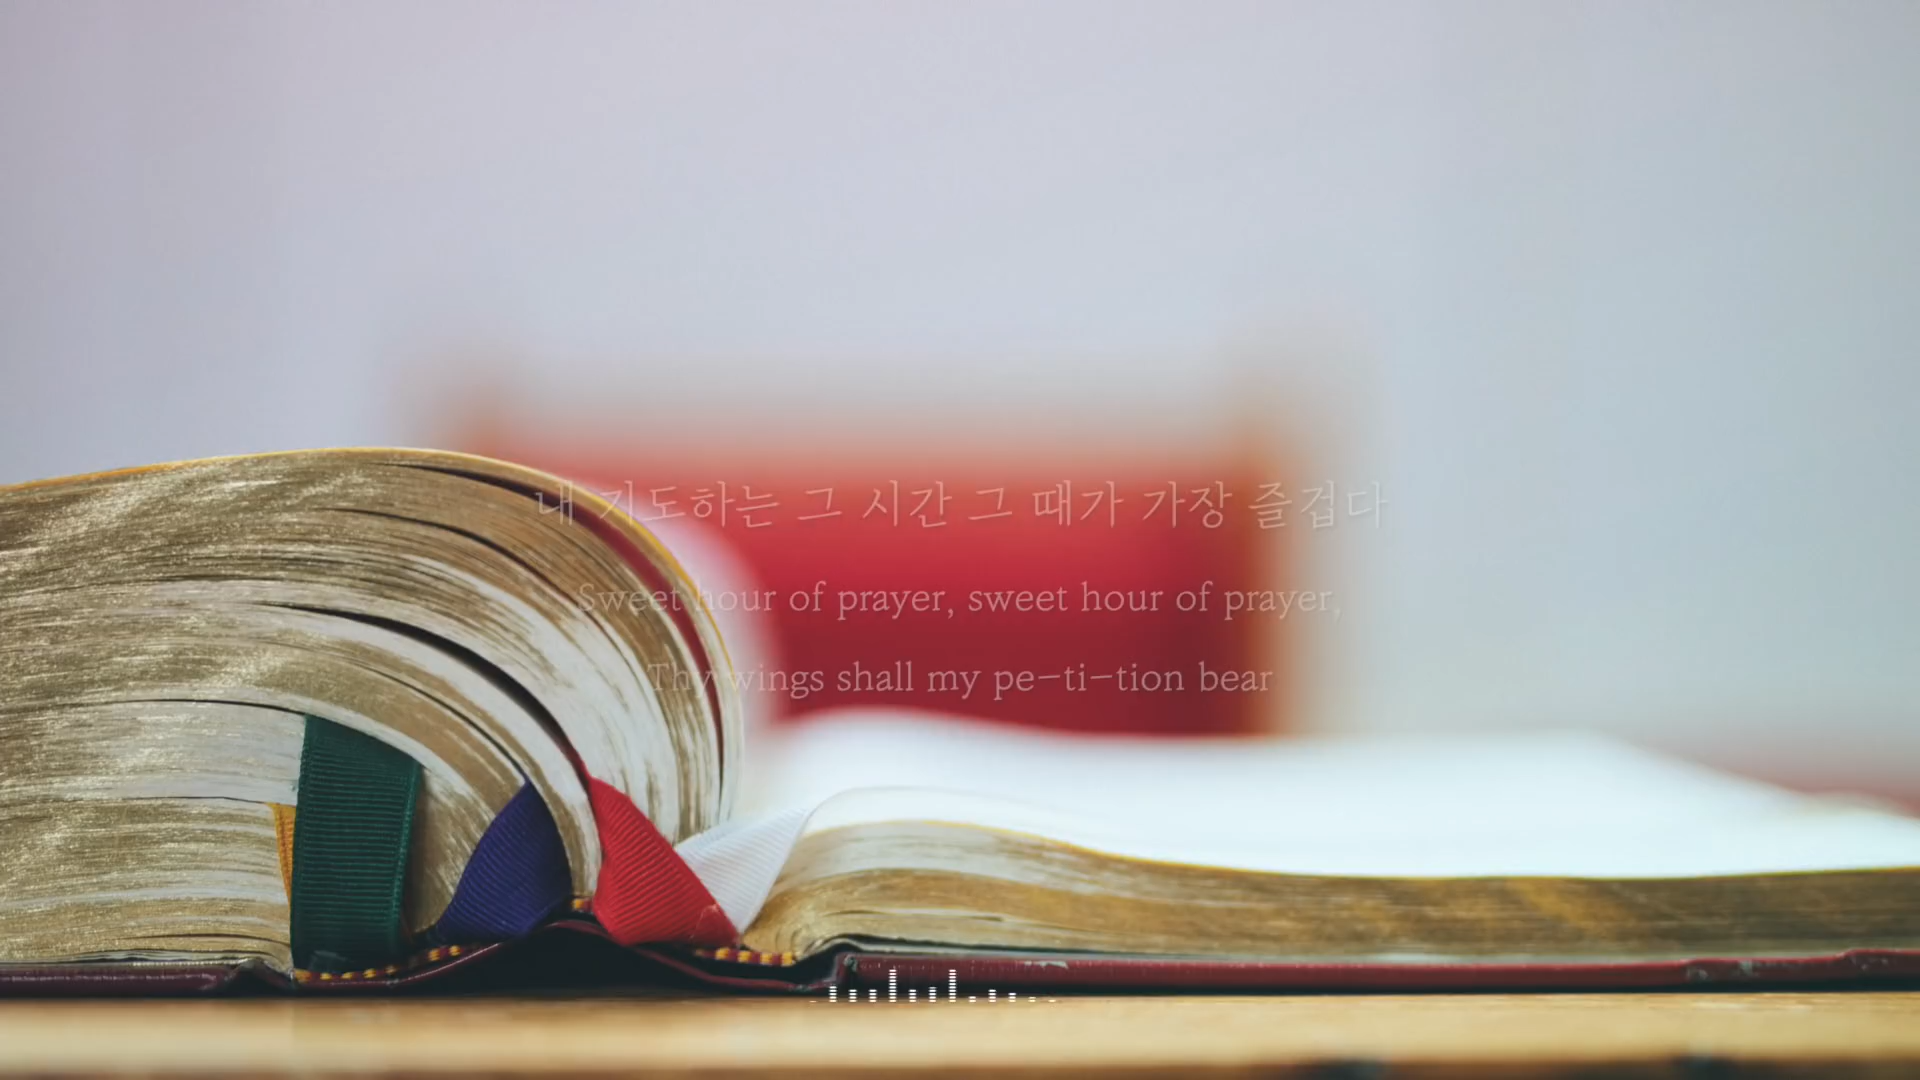 내 기도하는 그 시간 그 때가 가장 즐겁다
Sweet hour of prayer, sweet hour of prayer,
Thy wings shall my pe-ti-tion bear